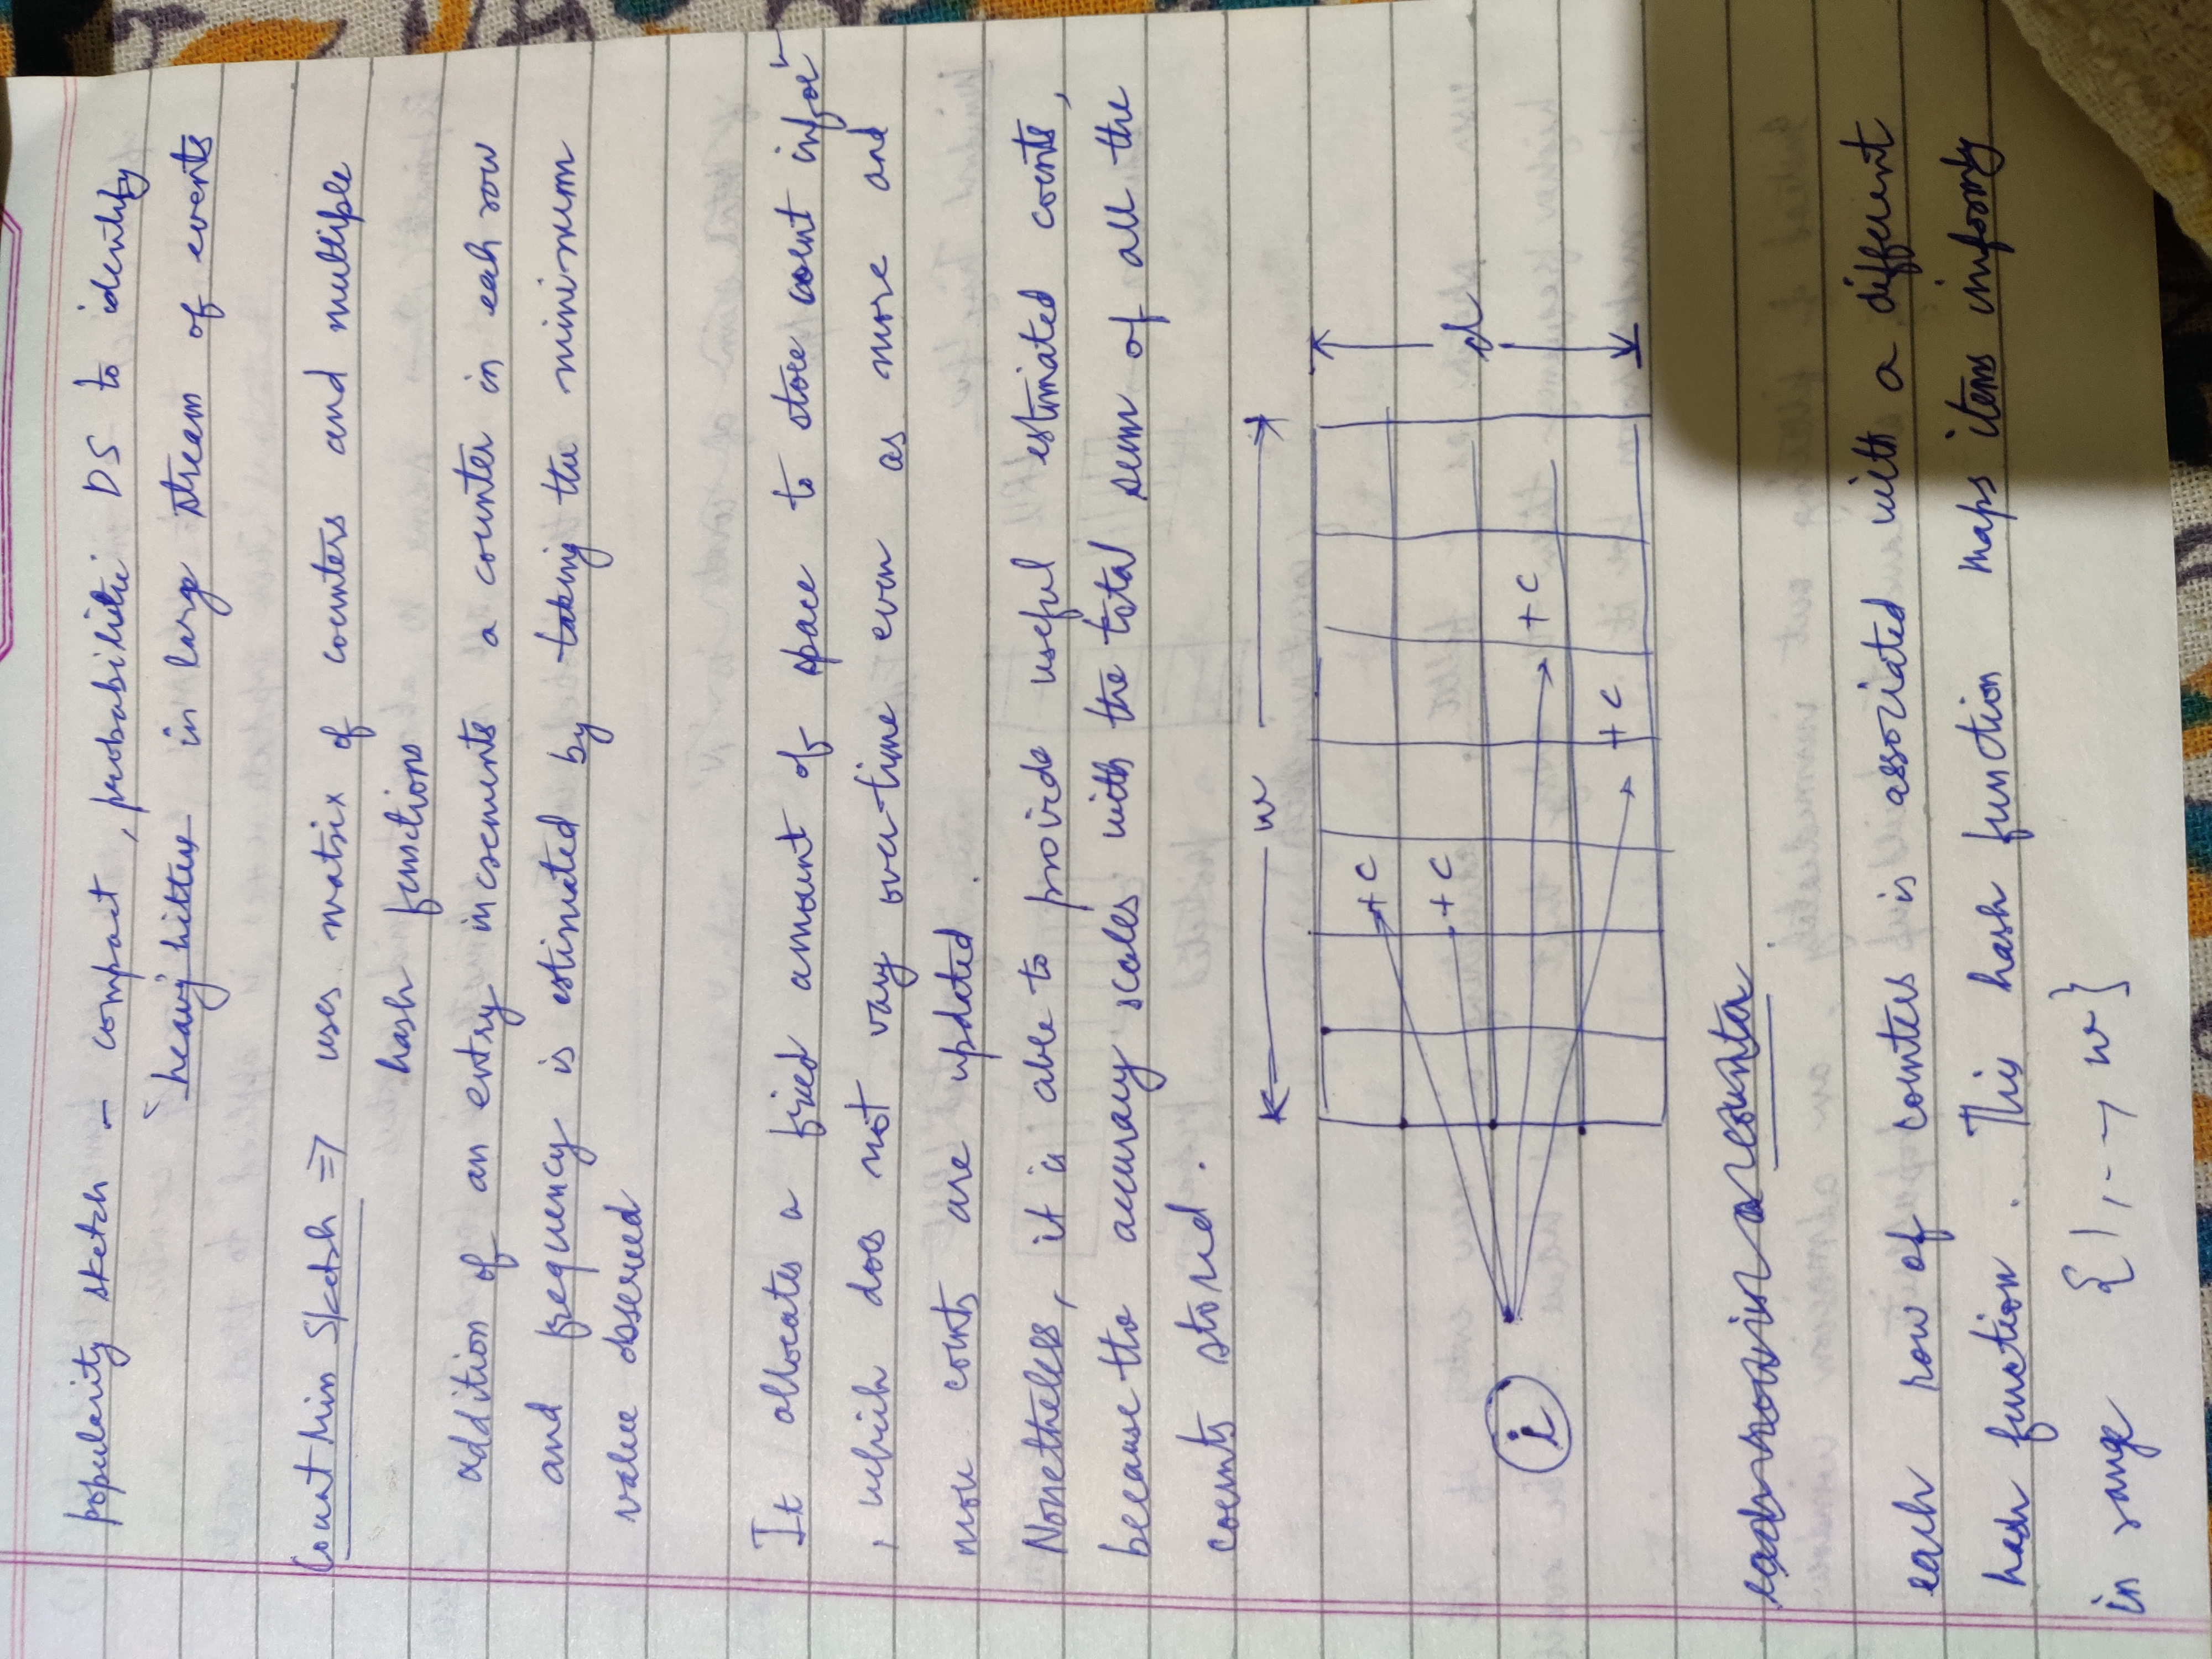 popularity sketch - compact, probabilistic DS to identify
"heavy hitters in large stream of events
Count Min Sketch => uses matrix of counters and multiple
hash functions
addition of an entry increments a counter in each row
and frequency is estimated by taking the minimum
value observed
It allocates a fixed amount of space to store count infor
, which does not vary over-time even as more and
more counts are updated.
Nonetheless, it is able to provide useful estimated counts,
because the accuracy scales with the total sum of all the
counts stored.
w
+c
+c
+c
+c
d
i
each row is a counter
each row of counters is associated with a different
hash function. This hash function maps items uniformly
in range {1, -- , w}